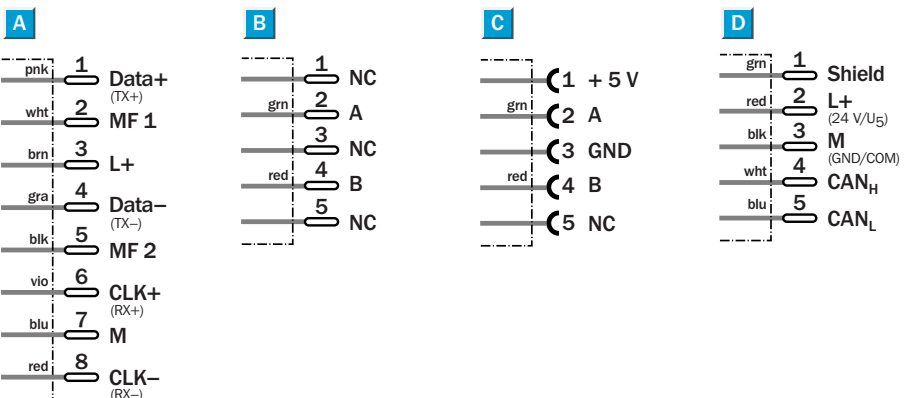 A
pnk 1 Data+
(TX+)
wht 2 MF 1
brn 3 L+
gra 4 Data–
(TX–)
blk 5 MF 2
vio 6 CLK+
(RX+)
blu 7 M
red 8 CLK–
(RX–)
B
1 NC
grn 2 A
3 NC
red 4 B
5 NC
C
1 + 5 V
grn 2 A
3 GND
red 4 B
5 NC
D
grn 1 Shield
red 2 L+
(24 V/U5)
blk 3 M
(GND/COM)
wht 4 CANH
blu 5 CANL